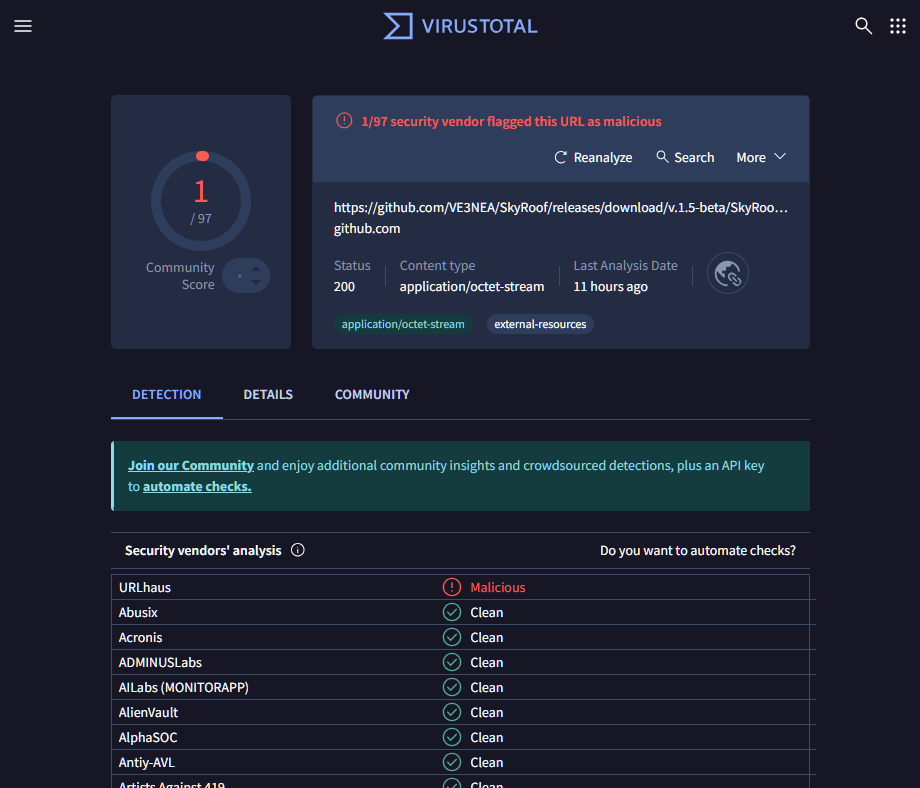 VIRUSTOTAL
1/97 security vendor flagged this URL as malicious
Reanalyze Search More
1
/ 97
Community
Score
https://github.com/VE3NEA/SkyRoof/releases/download/v.1.5-beta/SkyRoo…
github.com
Status Content type Last Analysis Date
200 application/octet-stream 11 hours ago
application/octet-stream external-resources
DETECTION DETAILS COMMUNITY
Join our Community and enjoy additional community insights and crowdsourced detections, plus an API key
to automate checks.
Security vendors' analysis Do you want to automate checks?
URLhaus Malicious
Abusix Clean
Acronis Clean
ADMINUSLabs Clean
AILabs (MONITORAPP) Clean
AlienVault Clean
AlphaSOC Clean
Antiy-AVL Clean
Artists Against 419 Clean